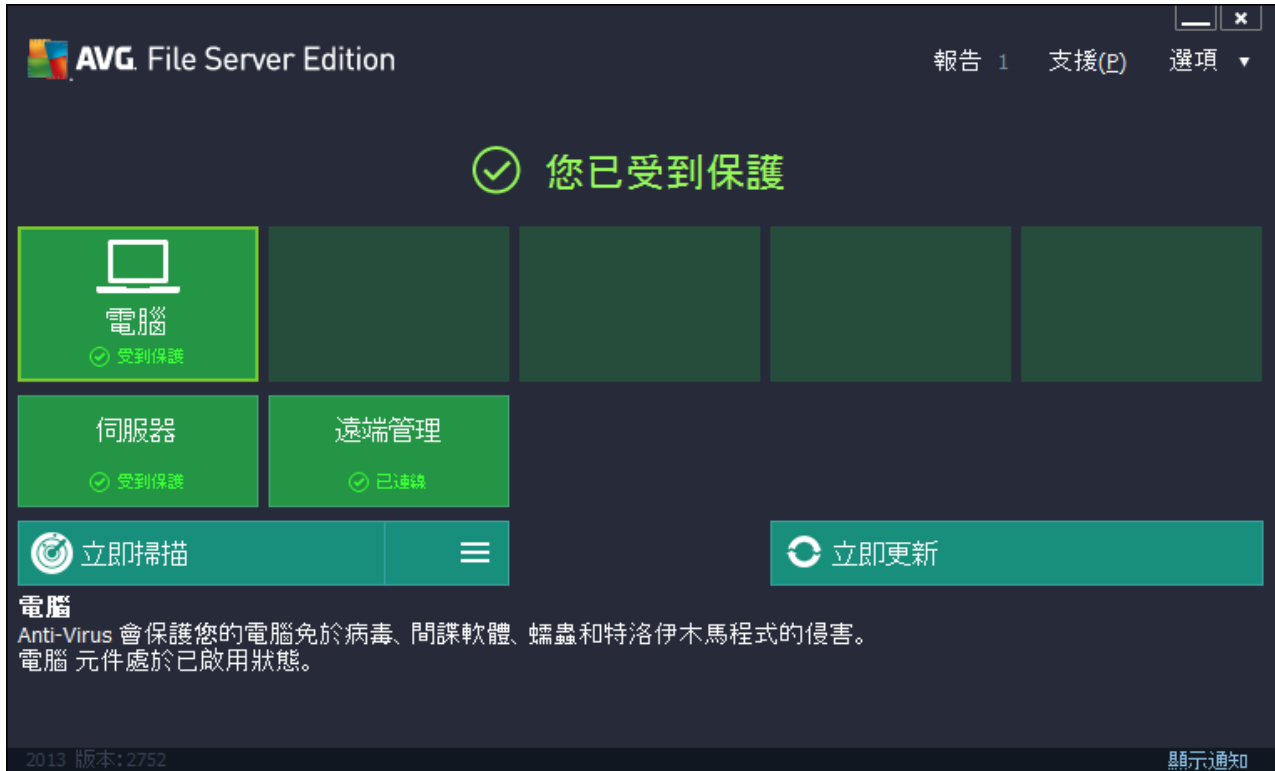 AVG. File Server Edition
報告 1 支援(P) 選項
您已受到保護
電腦
受到保護
伺服器
受到保護
遠端管理
已連線
立即掃描
立即更新
電腦
Anti-Virus 會保護您的電腦免於病毒、間諜軟體、蠕蟲和特洛伊木馬程式的侵害。
電腦 元件處於已啟用狀態。
2013 版本: 2752
顯示通知